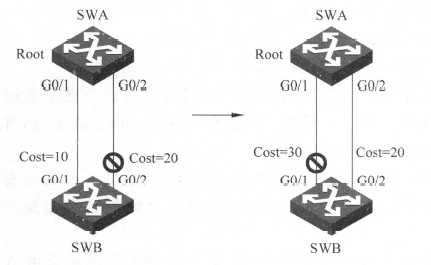 SWA
SWA
Root
Root
G0/1 G0/2
G0/1 G0/2
Cost=10 Cost=20
Cost=30 Cost=20
G0/1 G0/2
G0/1 G0/2
SWB
SWB